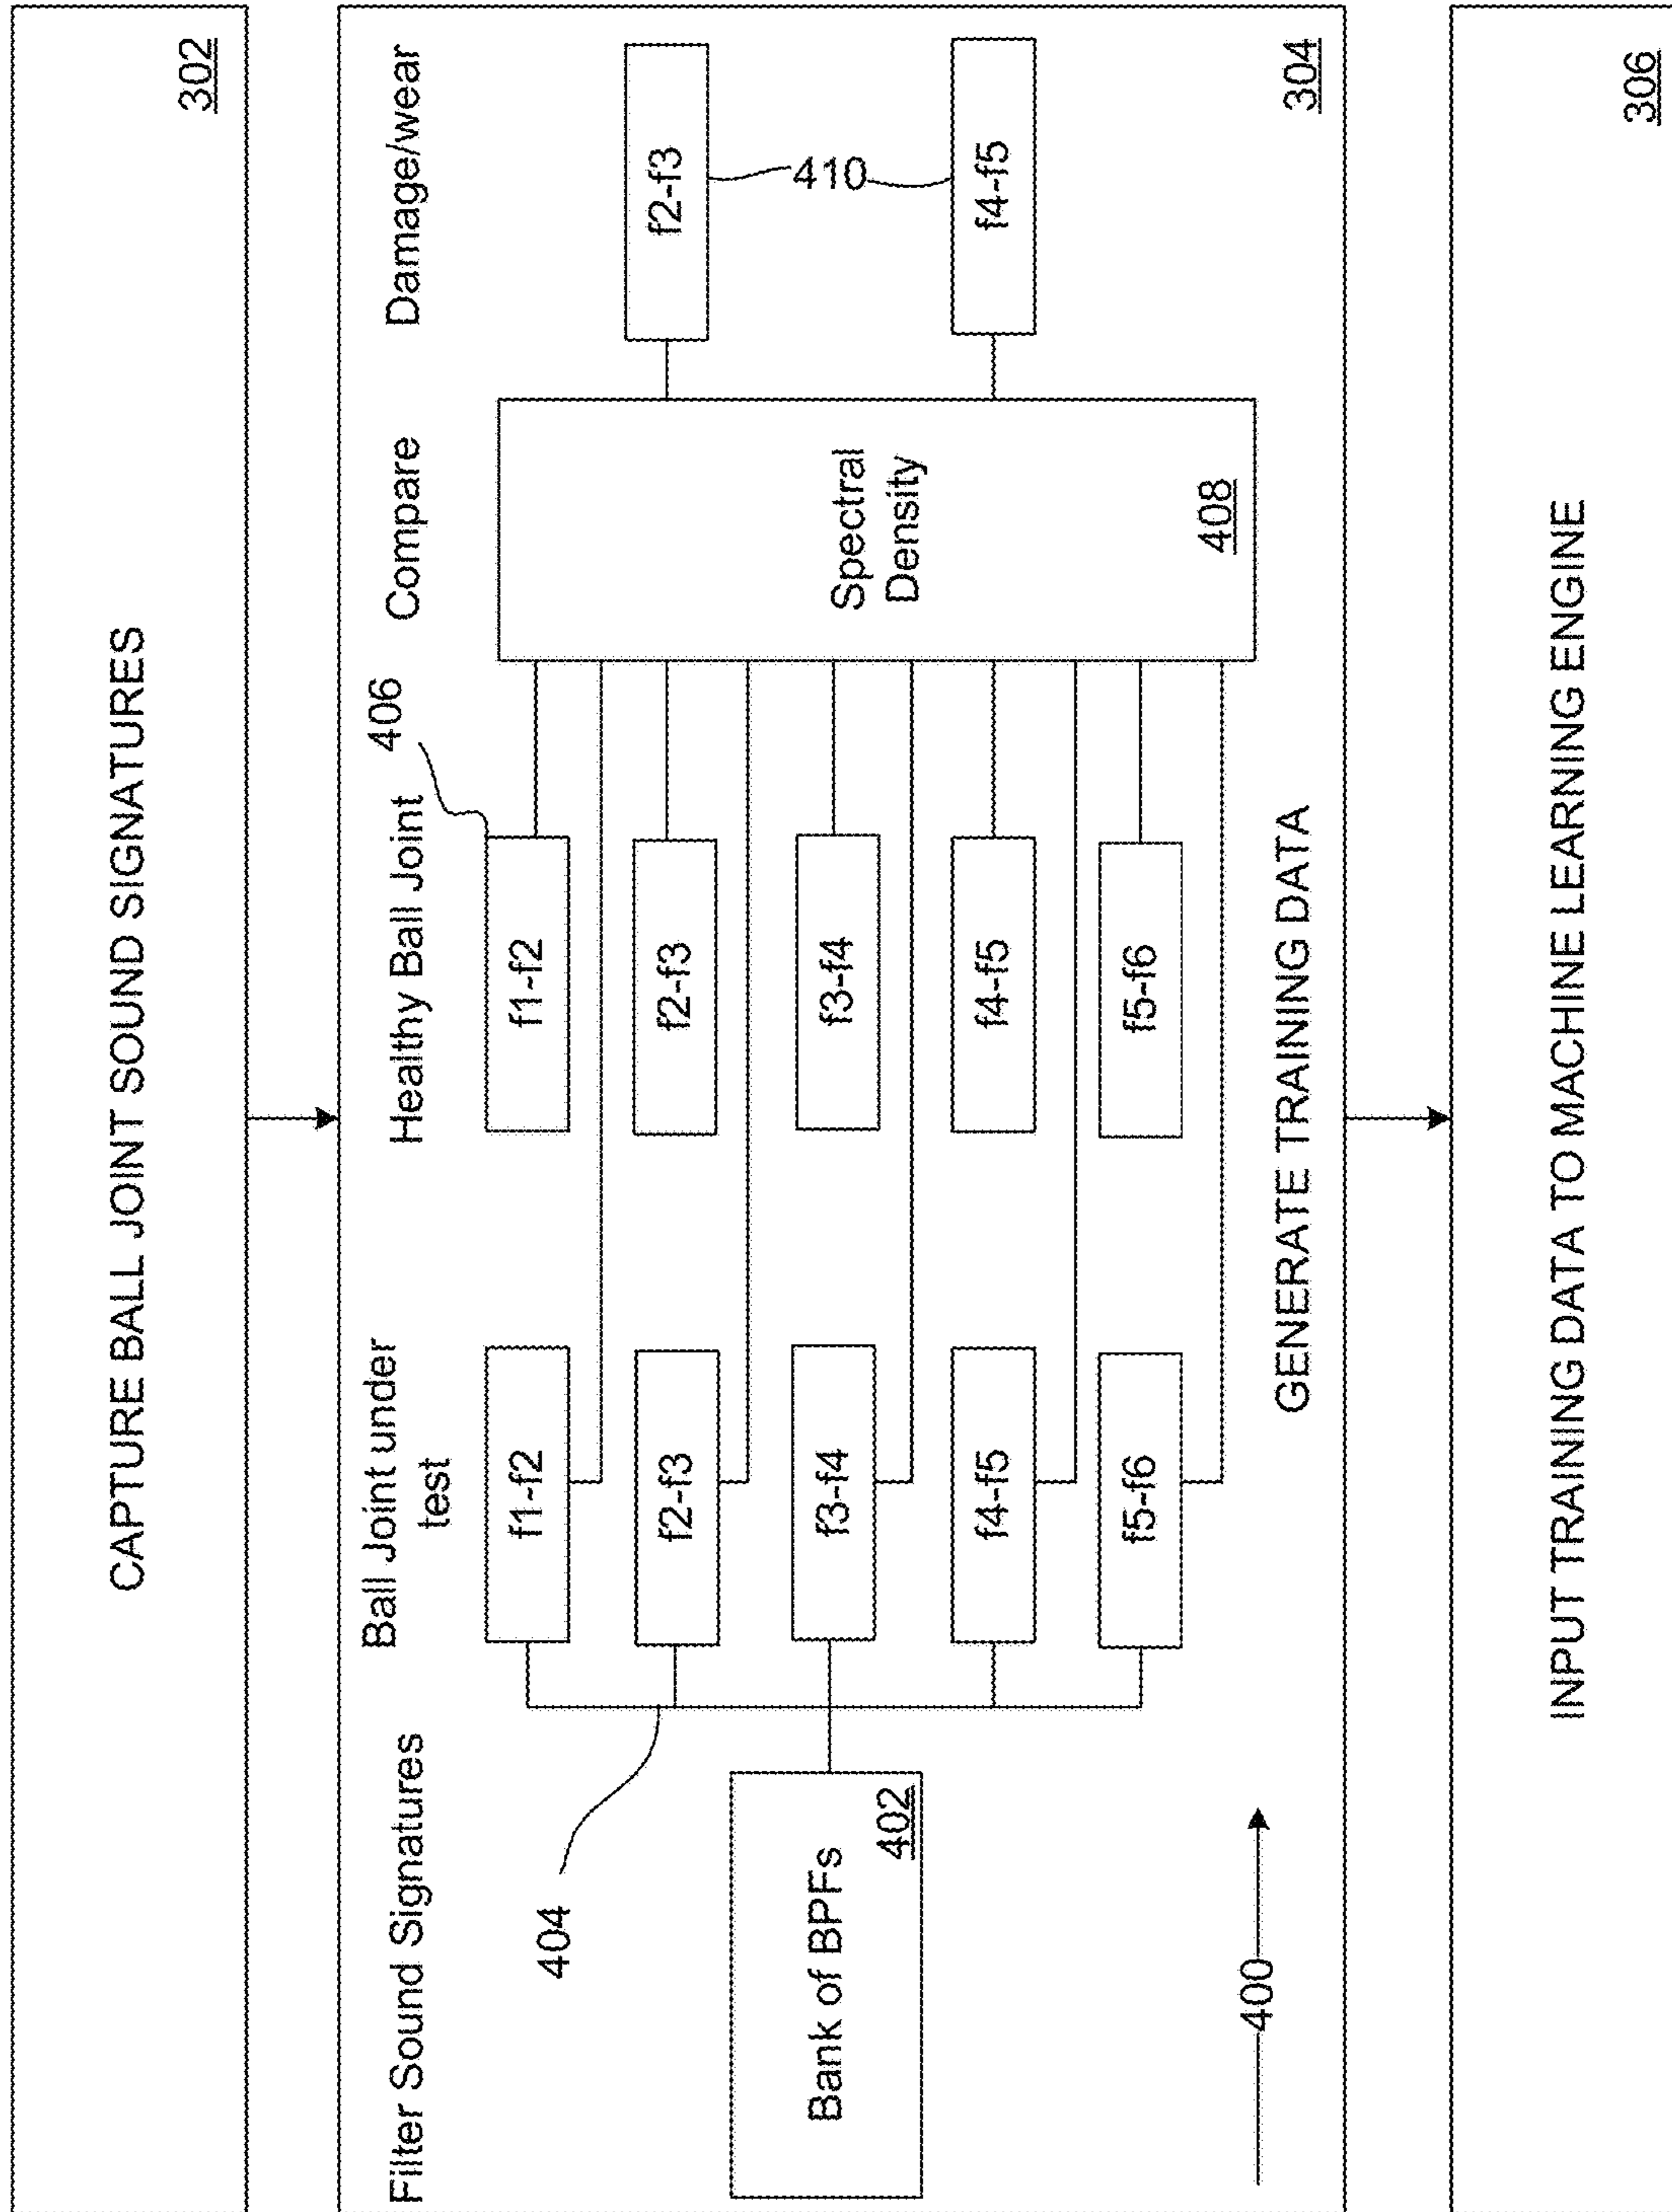 CAPTURE BALL JOINT SOUND SIGNATURES
302
Filter Sound Signatures
Ball Joint under
test
Healthy Ball Joint
406
Compare
Damage/wear
404
Bank of BPFs
402
f1-f2
f2-f3
f3-f4
f4-f5
f5-f6
f1-f2
f2-f3
f3-f4
f4-f5
f5-f6
Spectral
Density
408
f2-f3
410
f4-f5
400
GENERATE TRAINING DATA
304
INPUT TRAINING DATA TO MACHINE LEARNING ENGINE
306